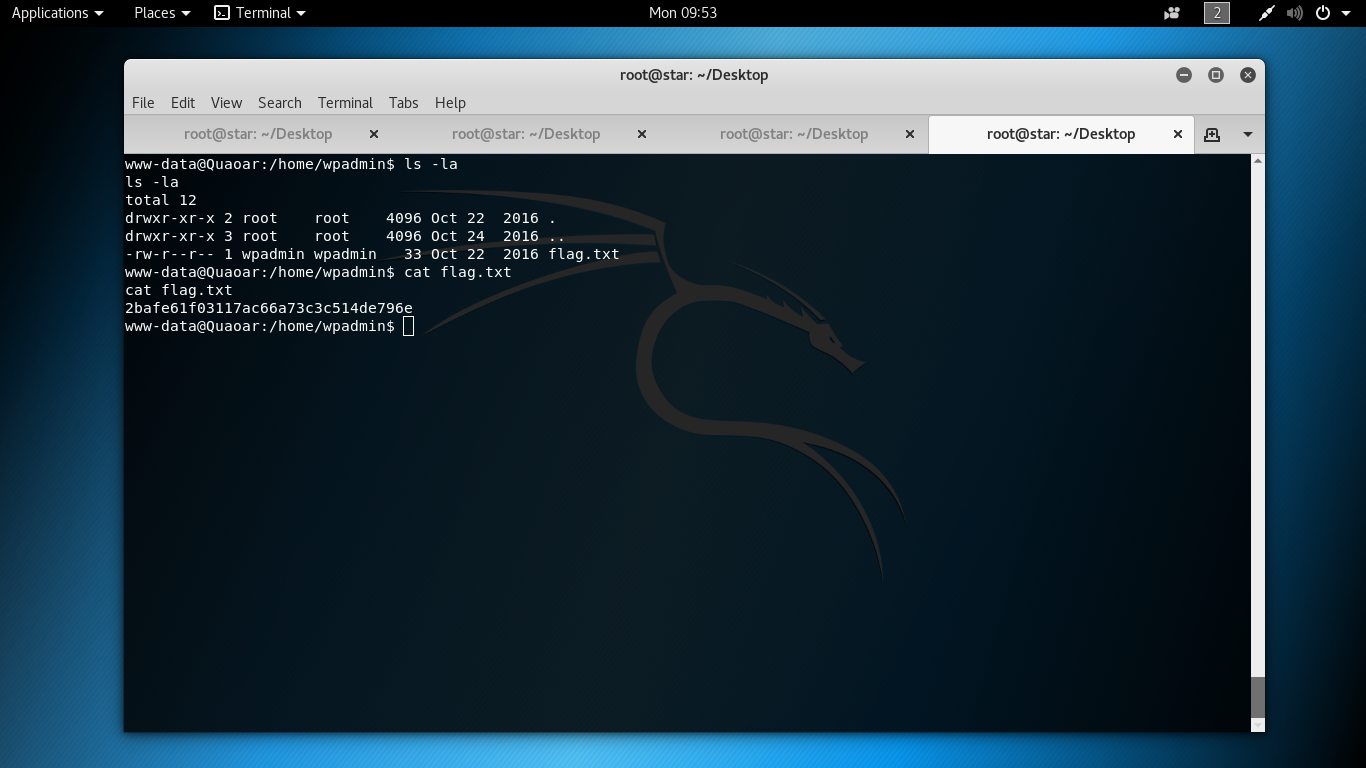 Applications Places Terminal Mon 09:53 2
root@star: ~/Desktop
File Edit View Search Terminal Tabs Help
root@star: ~/Desktop root@star: ~/Desktop root@star: ~/Desktop root@star: ~/Desktop
www-data@Quaoar:/home/wpadmin$ ls -la
ls -la
total 12
drwxr-xr-x 2 root    root    4096 Oct 22  2016 .
drwxr-xr-x 3 root    root    4096 Oct 24  2016 ..
-rw-r--r-- 1 wpadmin wpadmin   33 Oct 22  2016 flag.txt
www-data@Quaoar:/home/wpadmin$ cat flag.txt
cat flag.txt
2bafe61f03117ac66a73c3c514de796e
www-data@Quaoar:/home/wpadmin$